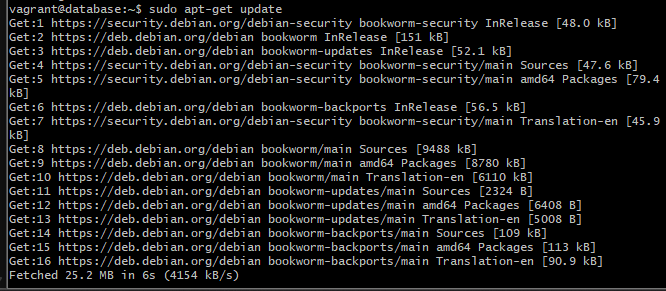 vagrant@database:~$ sudo apt-get update
Get:1 https://security.debian.org/debian-security bookworm-security InRelease [48.0 kB]
Get:2 https://deb.debian.org/debian bookworm InRelease [151 kB]
Get:3 https://deb.debian.org/debian bookworm-updates InRelease [52.1 kB]
Get:4 https://security.debian.org/debian-security bookworm-security/main Sources [47.6 kB]
Get:5 https://security.debian.org/debian-security bookworm-security/main amd64 Packages [79.4 
kB]
Get:6 https://deb.debian.org/debian bookworm-backports InRelease [56.5 kB]
Get:7 https://security.debian.org/debian-security bookworm-security/main Translation-en [45.9 
kB]
Get:8 https://deb.debian.org/debian bookworm/main Sources [9488 kB]
Get:9 https://deb.debian.org/debian bookworm/main amd64 Packages [8780 kB]
Get:10 https://deb.debian.org/debian bookworm/main Translation-en [6110 kB]
Get:11 https://deb.debian.org/debian bookworm-updates/main Sources [2324 B]
Get:12 https://deb.debian.org/debian bookworm-updates/main amd64 Packages [6408 B]
Get:13 https://deb.debian.org/debian bookworm-updates/main Translation-en [5008 B]
Get:14 https://deb.debian.org/debian bookworm-backports/main Sources [109 kB]
Get:15 https://deb.debian.org/debian bookworm-backports/main amd64 Packages [113 kB]
Get:16 https://deb.debian.org/debian bookworm-backports/main Translation-en [90.9 kB]
Fetched 25.2 MB in 6s (4154 kB/s)